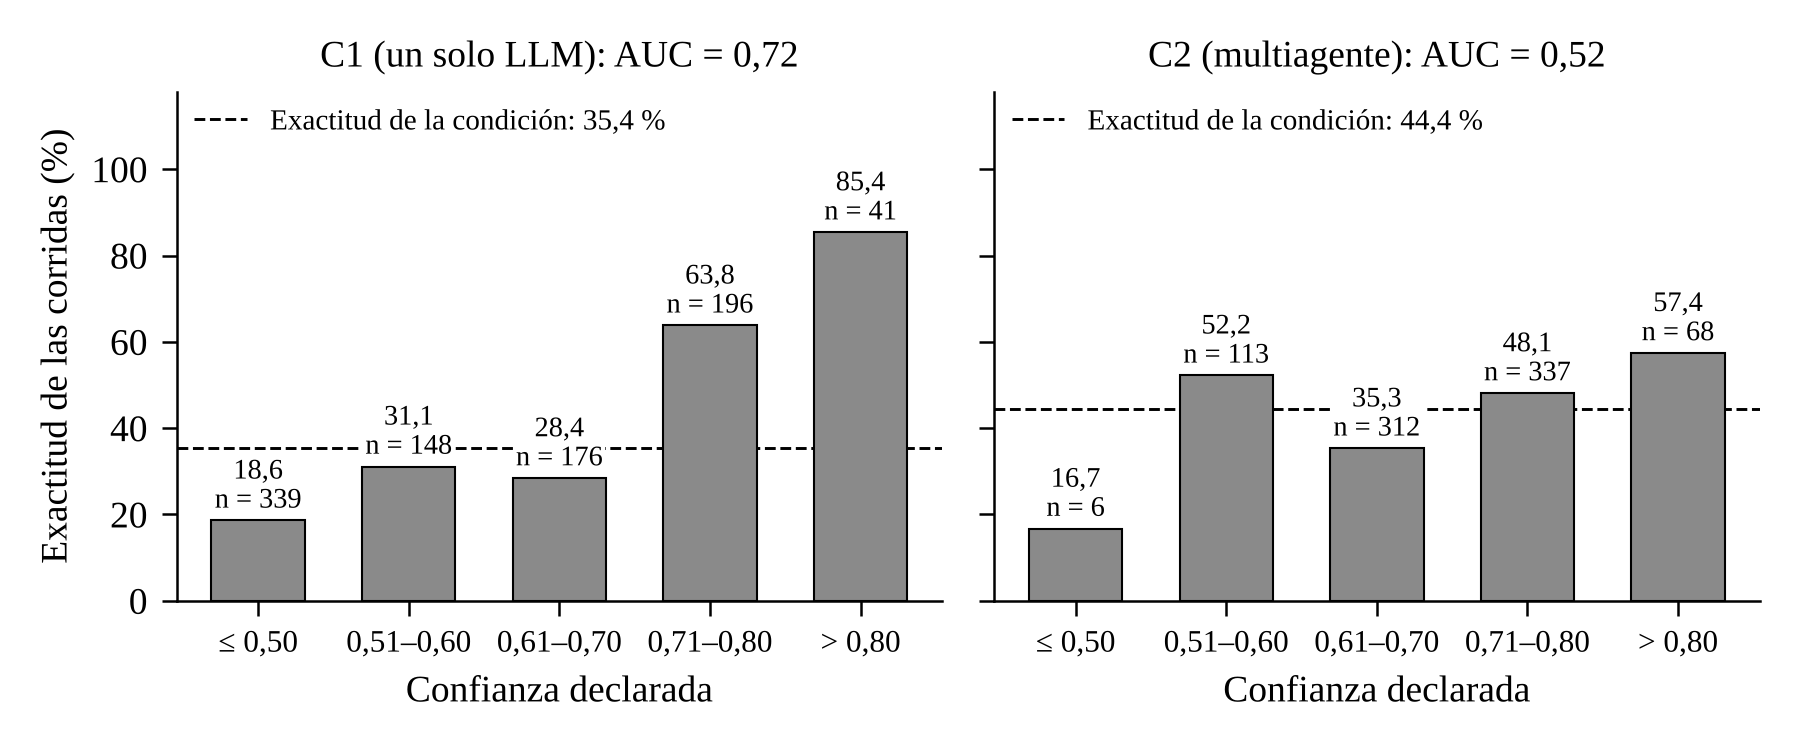 C1 (un solo LLM): AUC = 0,72
Exactitud de la condición: 35,4 %
Exactitud de las corridas (%)
100
80
60
40
20
0
18,6
n = 339
31,1
n = 148
28,4
n = 176
63,8
n = 196
85,4
n = 41
≤ 0,50
0,51–0,60
0,61–0,70
0,71–0,80
> 0,80
Confianza declarada
C2 (multiagente): AUC = 0,52
Exactitud de la condición: 44,4 %
16,7
n = 6
52,2
n = 113
35,3
n = 312
48,1
n = 337
57,4
n = 68
≤ 0,50
0,51–0,60
0,61–0,70
0,71–0,80
> 0,80
Confianza declarada